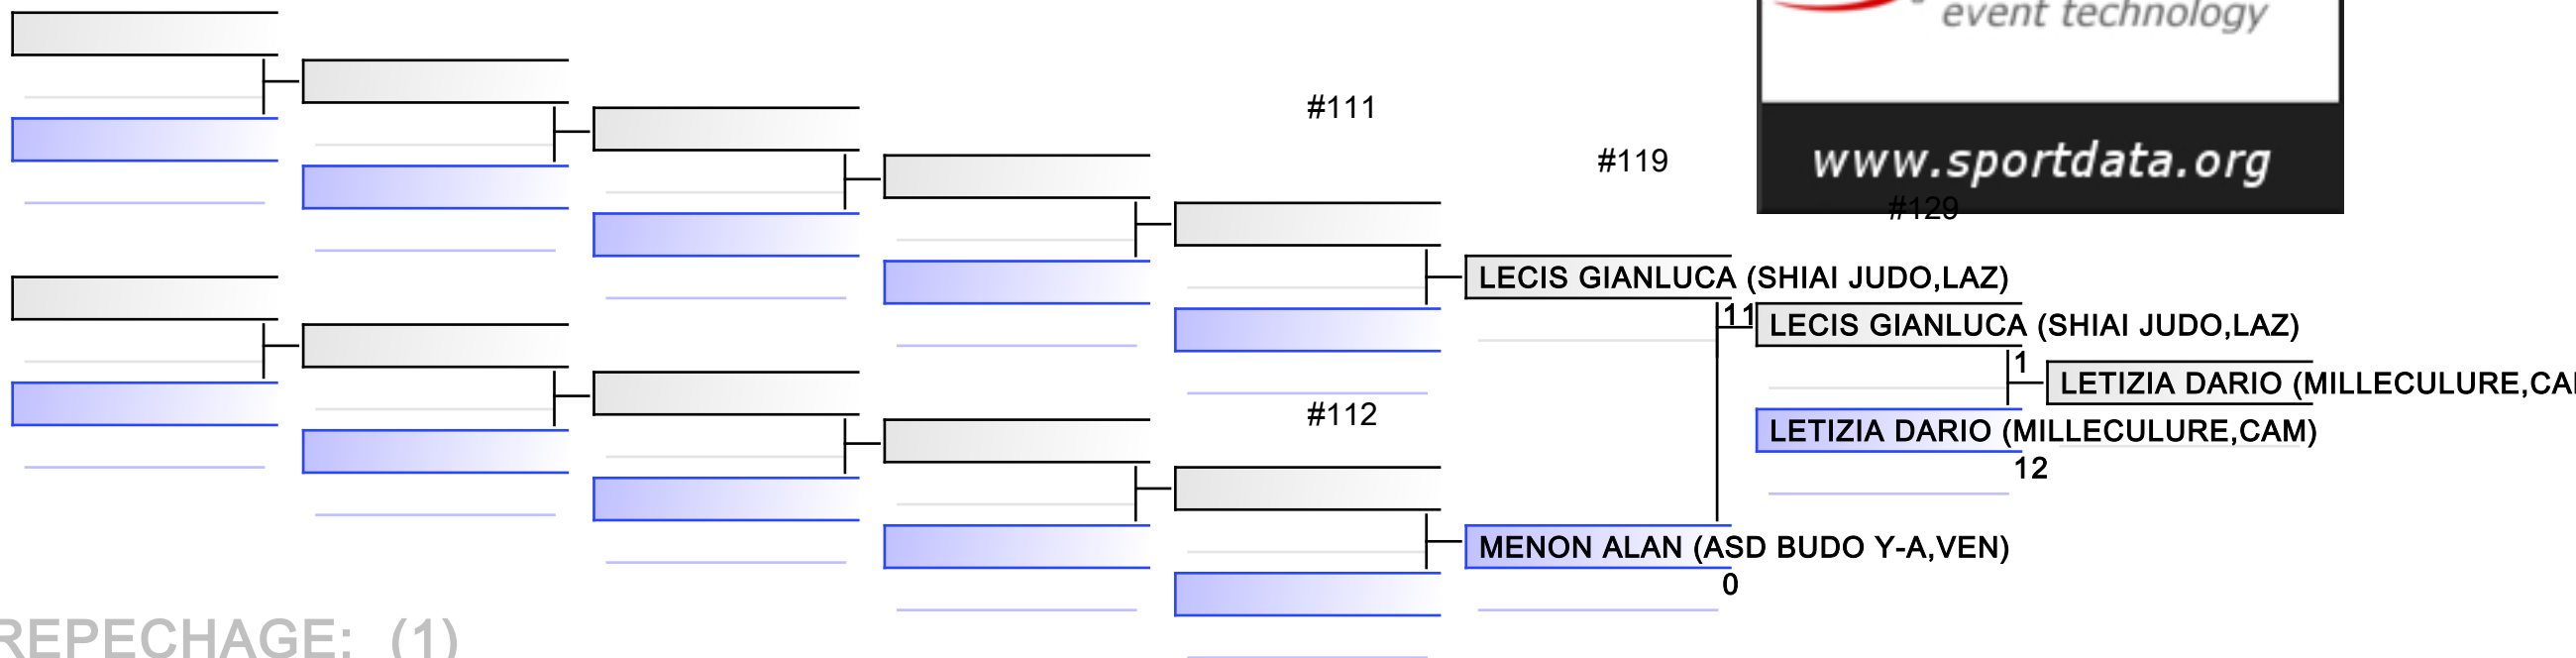 event technology
#111
#119
www.sportdata.org
#129
LECIS GIANLUCA (SHIAI JUDO,LAZ)
11
LECIS GIANLUCA (SHIAI JUDO,LAZ)
1
LETIZIA DARIO (MILLECULURE,CA
#112
LETIZIA DARIO (MILLECULURE,CAM)
12
MENON ALAN (ASD BUDO Y-A,VEN)
0
REPECHAGE: (1)